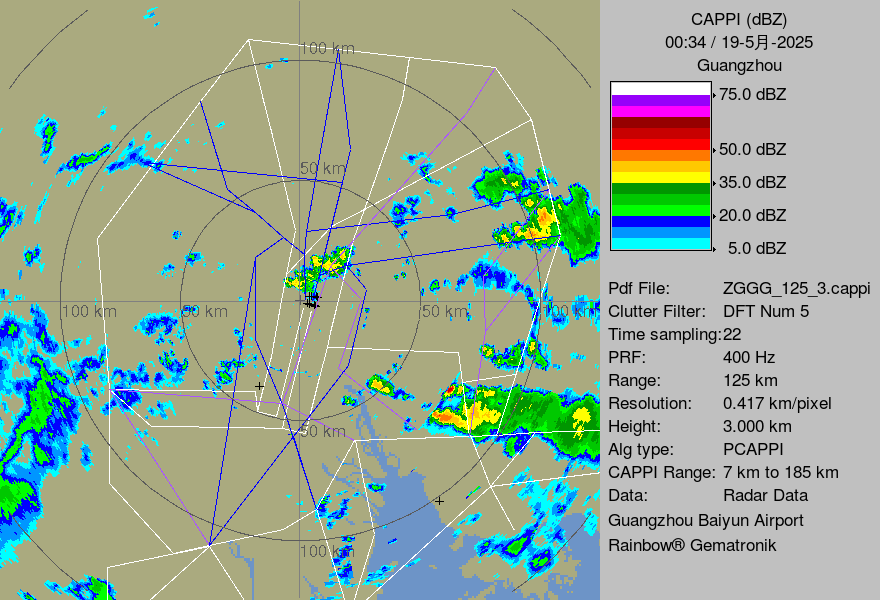 CAPPI (dBZ)
00:34 / 19-5月-2025
Guangzhou
75.0 dBZ
50.0 dBZ
35.0 dBZ
20.0 dBZ
5.0 dBZ
Pdf File: ZGGG_125_3.cappi
Clutter Filter: DFT Num 5
Time sampling:22
PRF: 400 Hz
Range: 125 km
Resolution: 0.417 km/pixel
Height: 3.000 km
Alg type: PCAPPI
CAPPI Range: 7 km to 185 km
Data: Radar Data
Guangzhou Baiyun Airport
Rainbow® Gematronik
100 km
50 km
100 km 50 km 50 km 100 km
50 km
100 km